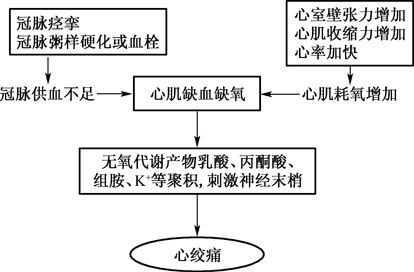 冠脉痉挛
冠脉粥样硬化或血栓
心室壁张力增加
心肌收缩力增加
心率加快
冠脉供血不足
心肌缺血缺氧
心肌耗氧增加
无氧代谢产物乳酸、丙酮酸、
组胺、K⁺等聚积,刺激神经末梢
心绞痛